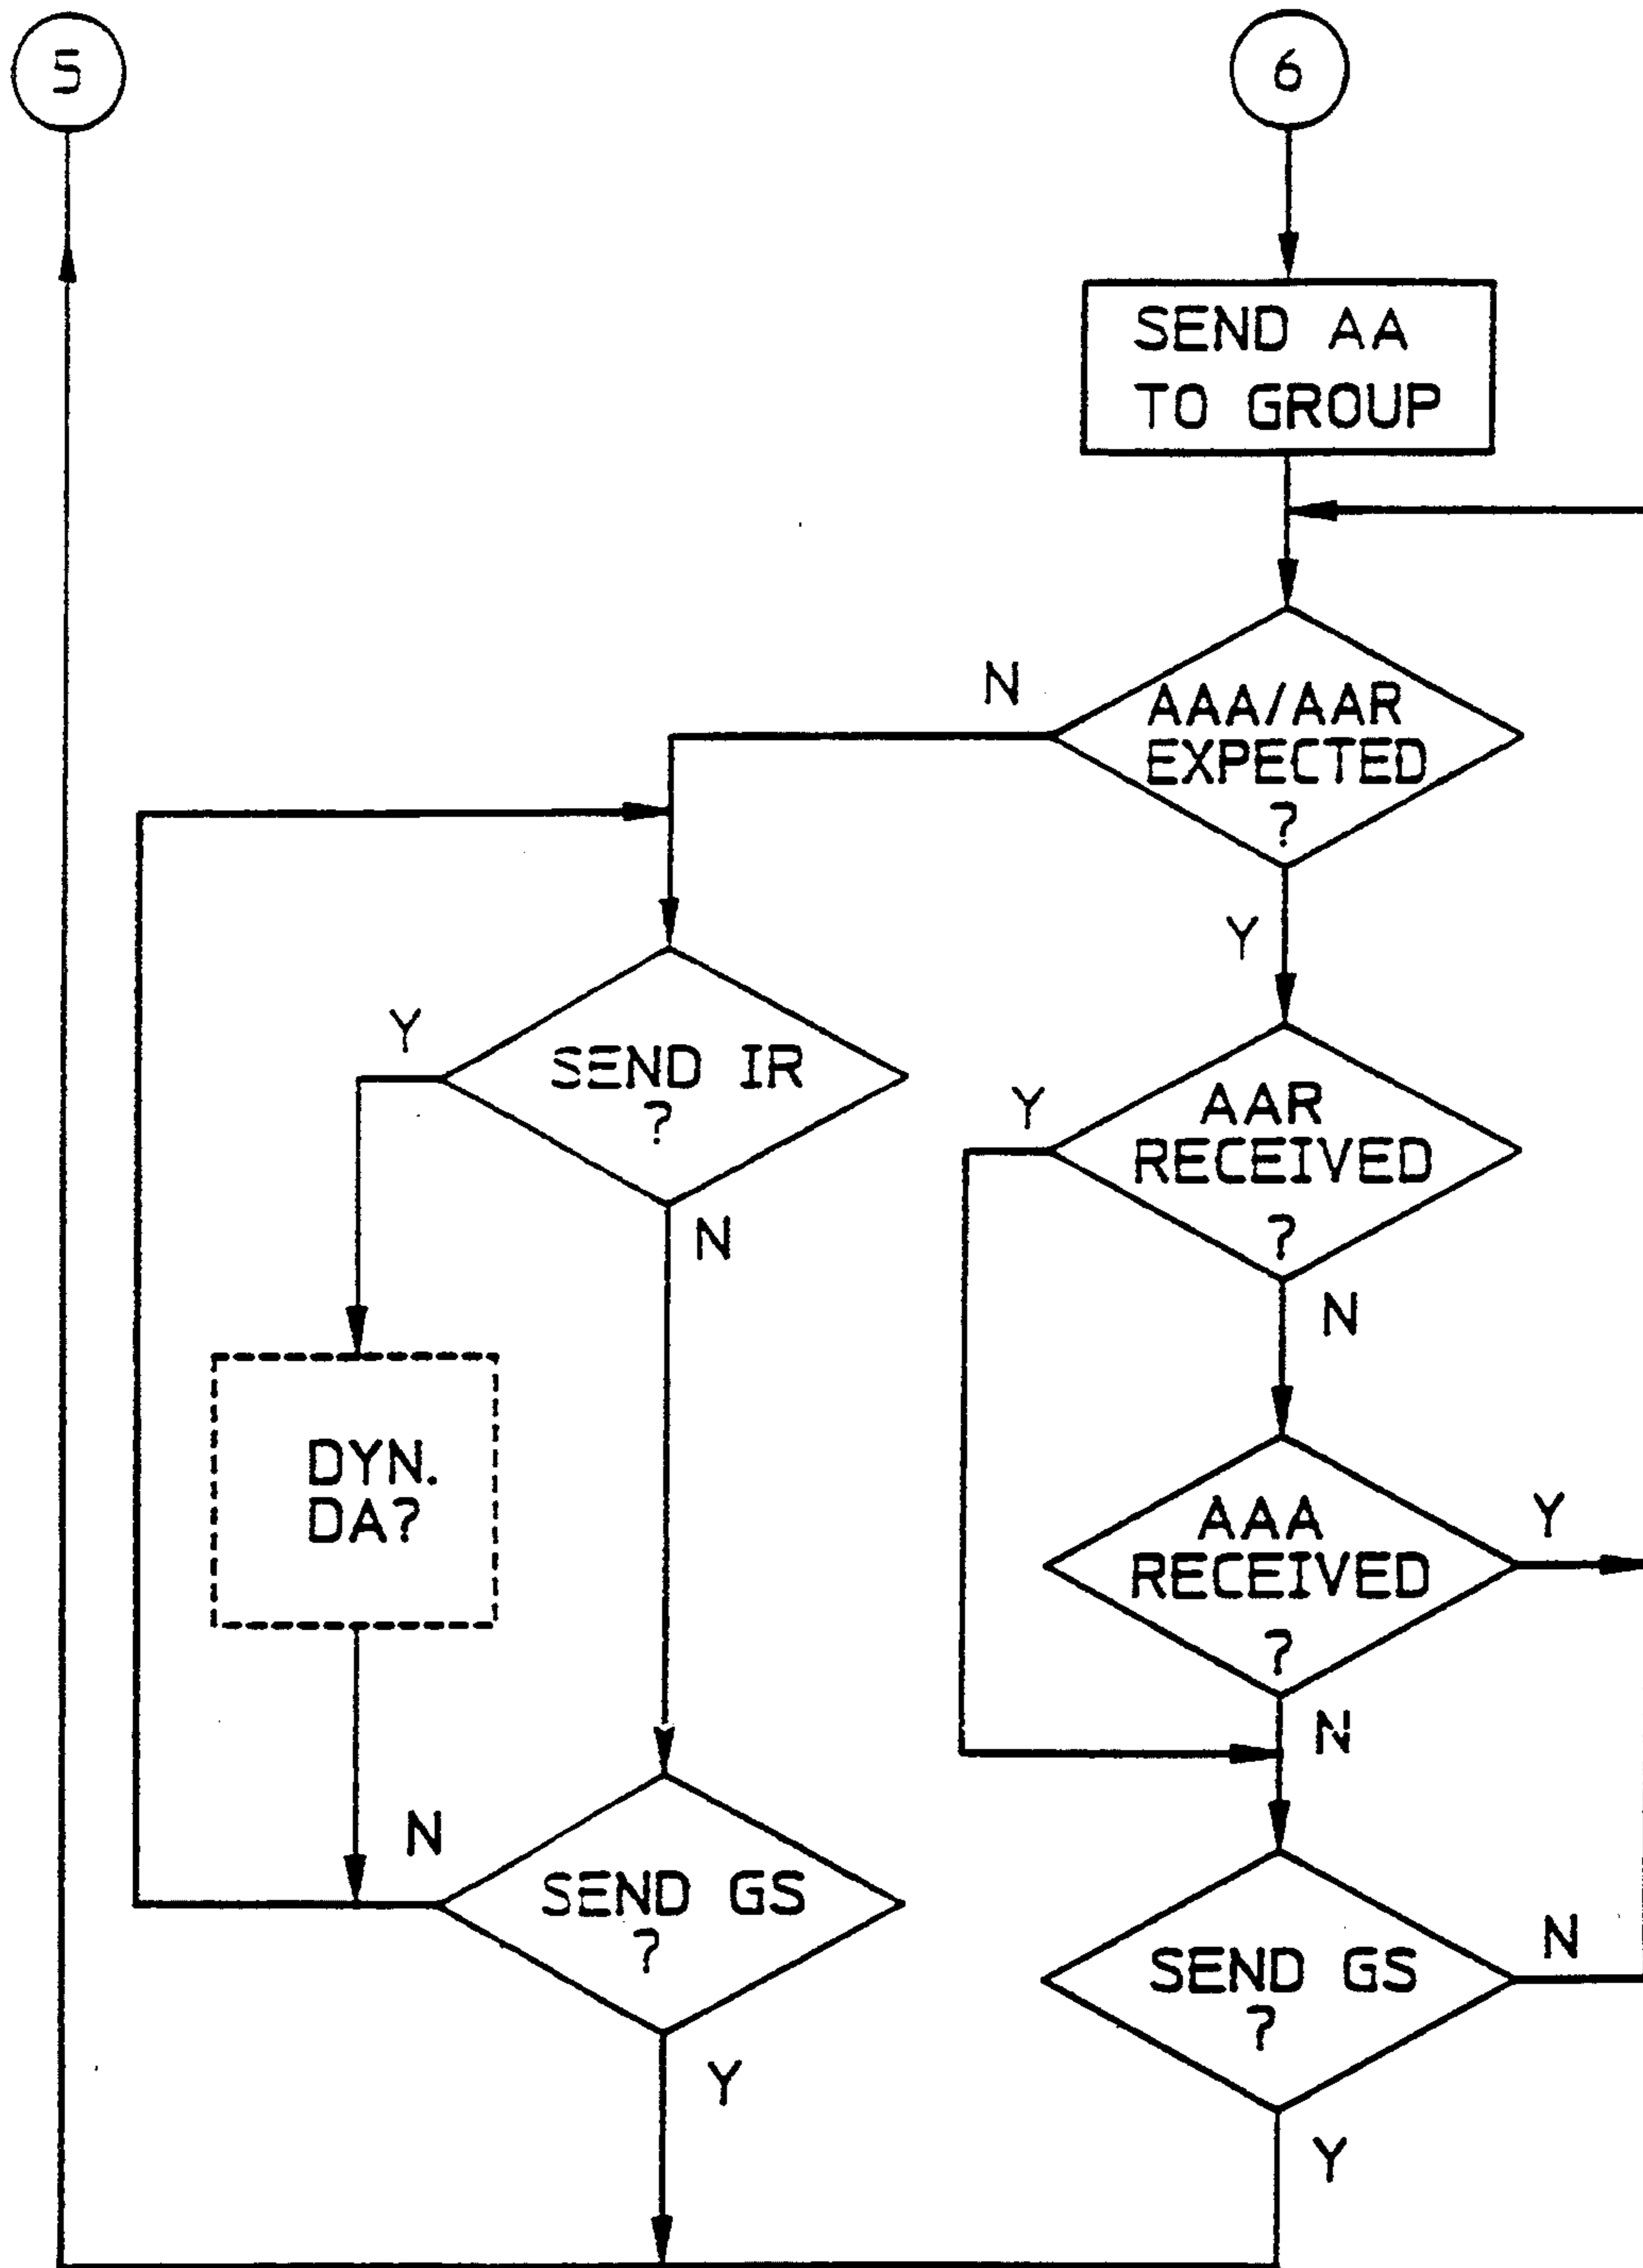 5
6
SEND AA
TO GROUP
N
AAA/AAR
EXPECTED
?
Y
Y
SEND IR
?
N
Y
AAR
RECEIVED
?
N
DYN.
DA?
AAA
RECEIVED
?
Y
N
N
SEND GS
?
Y
SEND GS
?
N
Y